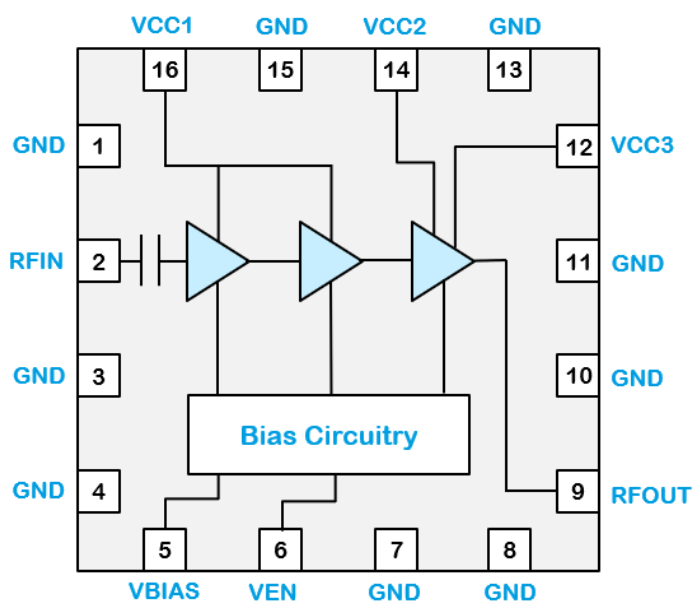 VCC1 GND VCC2 GND
16 15 14 13
GND 1 12 VCC3
RFIN 2 11 GND
GND 3 10 GND
Bias Circuitry
GND 4 9 RFOUT
5 6 7 8
VBIAS VEN GND GND